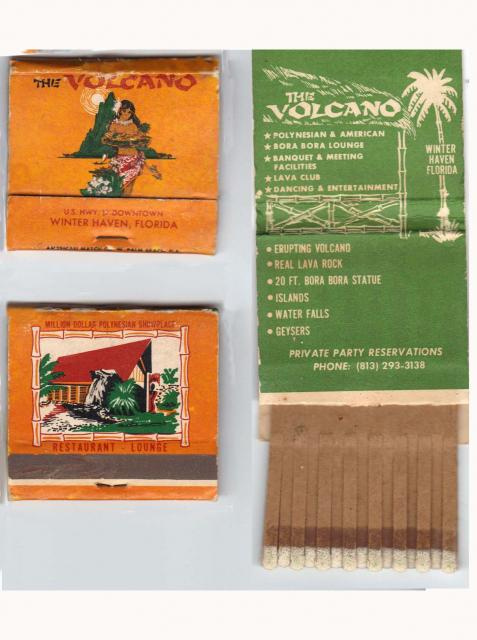 THE VOLCANO
U.S. HWY. 17 DOWNTOWN
WINTER HAVEN, FLORIDA
MILLION DOLLAR POLYNESIAN SHOWPLACE
RESTAURANT - LOUNGE
THE
VOLCANO
★ POLYNESIAN & AMERICAN
★ BORA BORA LOUNGE
★ BANQUET & MEETING
FACILITIES
★ LAVA CLUB
★ DANCING & ENTERTAINMENT
WINTER
HAVEN
FLORIDA
• ERUPTING VOLCANO
• REAL LAVA ROCK
• 20 FT. BORA BORA STATUE
• ISLANDS
• WATER FALLS
• GEYSERS
PRIVATE PARTY RESERVATIONS
PHONE: (813) 293-3138